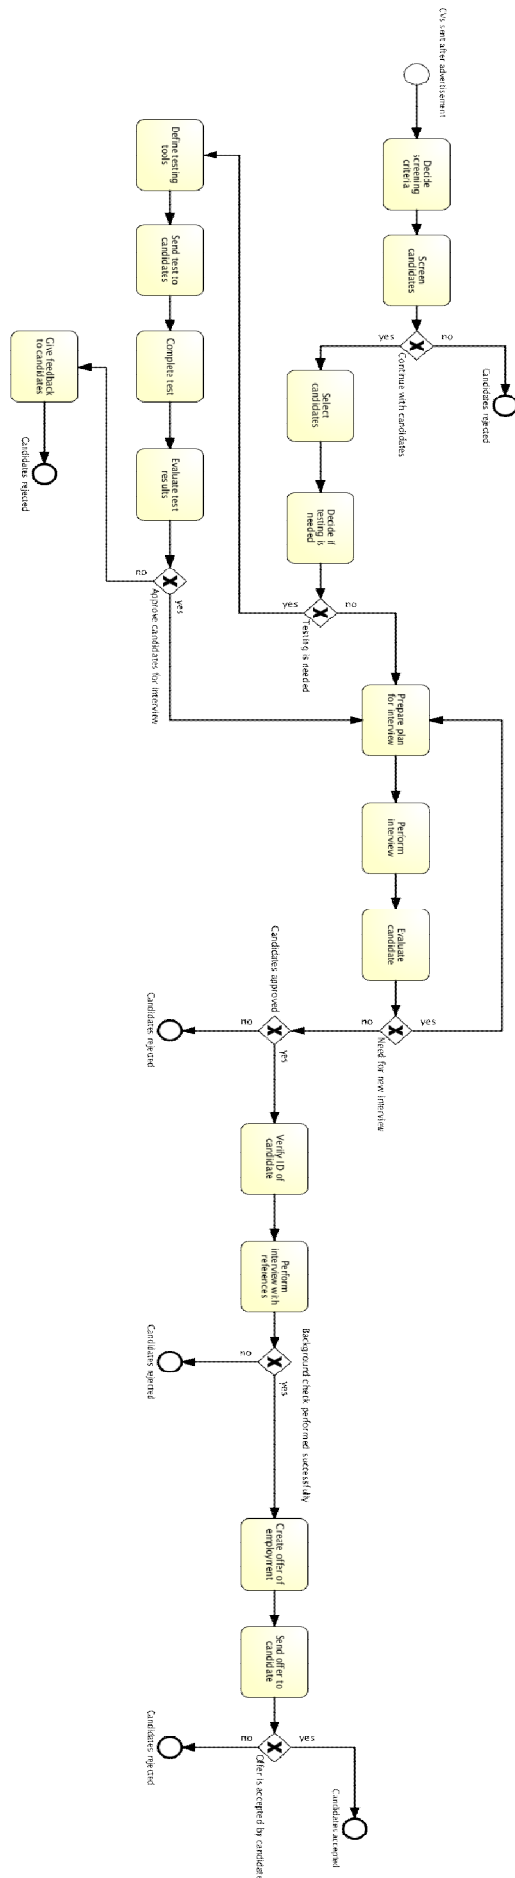 CVs sent after advertisement
Decide
screening
criteria
Screen
candidates
no
yes
Continue with candidates
Candidates rejected
Select
candidates
Decide if
testing is
needed
no
yes
Testing is needed
Define testing
tools
Send test to
candidates
Complete test
Evaluate test
results
no
yes
Approve candidates for interview
Give feedback
to candidates
Candidates rejected
Prepare plan
for interview
Perform
interview
Evaluate
candidate
yes
no
Need for new interview
Candidates approved
no
yes
Candidates rejected
Verify ID of
candidate
Perform
interview with
references
Background check performed successfully
no
yes
Candidates rejected
Create offer of
employment
Send offer to
candidate
yes
no
Offer is accepted by candidate
Candidates rejected
Candidates accepted